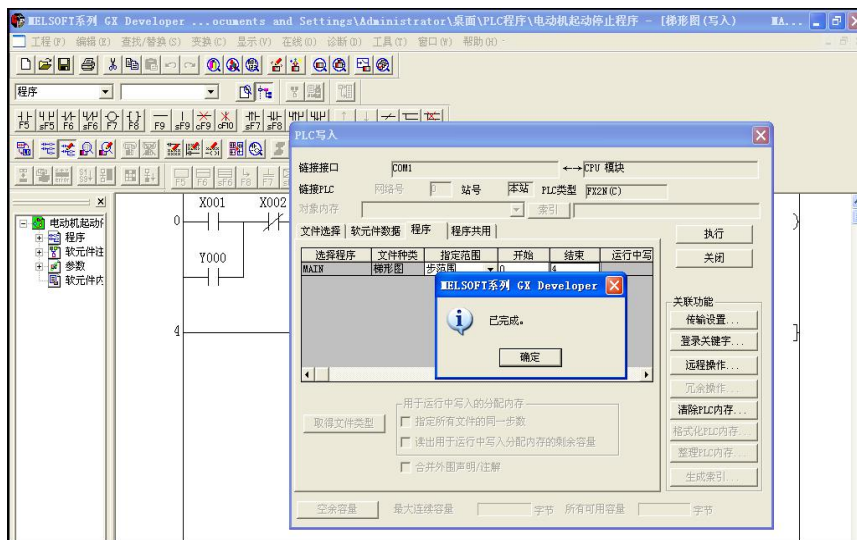 MELSOFT系列 GX Developer ...ocuments and Settings\Administrator\桌面\PLC程序\电动机起动停止程序 - [梯形图(写入) MA...
工程(F) 编辑(E) 查找/替换(S) 变换(C) 显示(V) 在线(O) 诊断(D) 工具(T) 窗口(W) 帮助(H)
程序
F5 sF5 F6 sF6 F7 F8 F9 sF9 cF9 cF10 sF7 sF8
PLC写入
链接接口 COM1 CPU 模块
链接PLC 网络号 0 站号 本站 PLC类型 FX2N(C)
对象内存 索引
文件选择 软元件数据 程序 程序共用
选择程序 文件种类 指定范围 开始 结束 运行中写
MAIN 梯形图 步范围 0 4
MELSOFT系列 GX Developer
已完成。
确定
执行
关闭
关联功能
传输设置...
登录关键字...
远程操作...
冗余操作...
清除PLC内存...
格式化PLC内存...
整理PLC内存...
生成索引...
用于运行中写入的分配内存
取得文件类型
指定所有文件的同一步数
读出用于运行中写入分配内存的剩余容量
合并外围声明/注解
空余容量 最大连续容量 字节 所有可用容量 字节
电动机起动
程序
软元件注
参数
软元件内
X001 X002
0
Y000
4